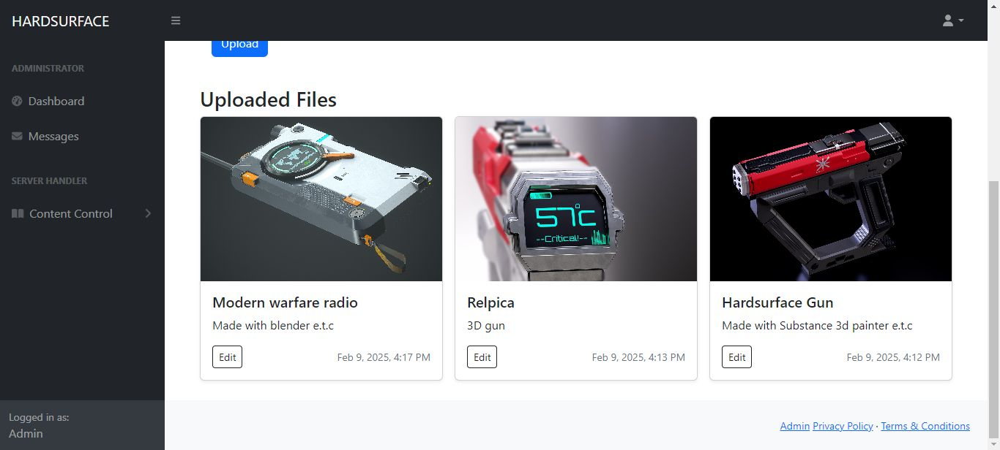 HARDSURFACE
Upload
ADMINISTRATOR
Dashboard
Messages
SERVER HANDLER
Content Control
Logged in as:
Admin
Uploaded Files
Modern warfare radio
Made with blender e.t.c
Edit
Feb 9, 2025, 4:17 PM
57°c
--Critical!--
Relpica
3D gun
Edit
Feb 9, 2025, 4:13 PM
Hardsurface Gun
Made with Substance 3d painter e.t.c
Edit
Feb 9, 2025, 4:12 PM
Admin Privacy Policy · Terms & Conditions